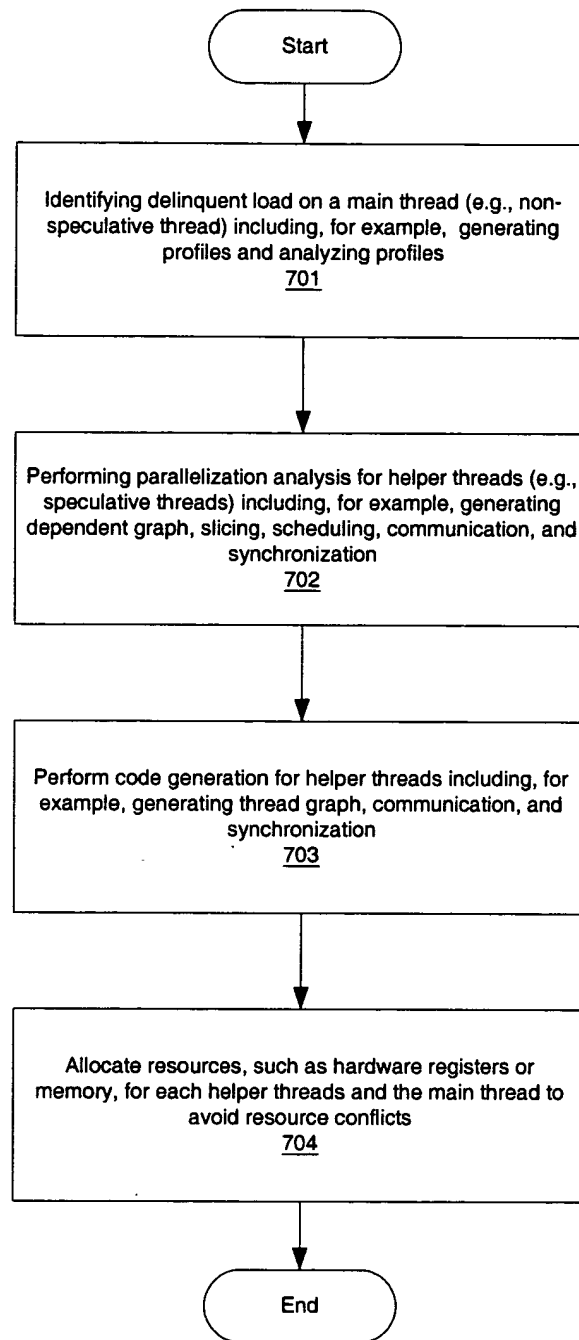 Start
Identifying delinquent load on a main thread (e.g., non-
speculative thread) including, for example, generating
profiles and analyzing profiles
701
Performing parallelization analysis for helper threads (e.g.,
speculative threads) including, for example, generating
dependent graph, slicing, scheduling, communication, and
synchronization
702
Perform code generation for helper threads including, for
example, generating thread graph, communication, and
synchronization
703
Allocate resources, such as hardware registers or
memory, for each helper threads and the main thread to
avoid resource conflicts
704
End